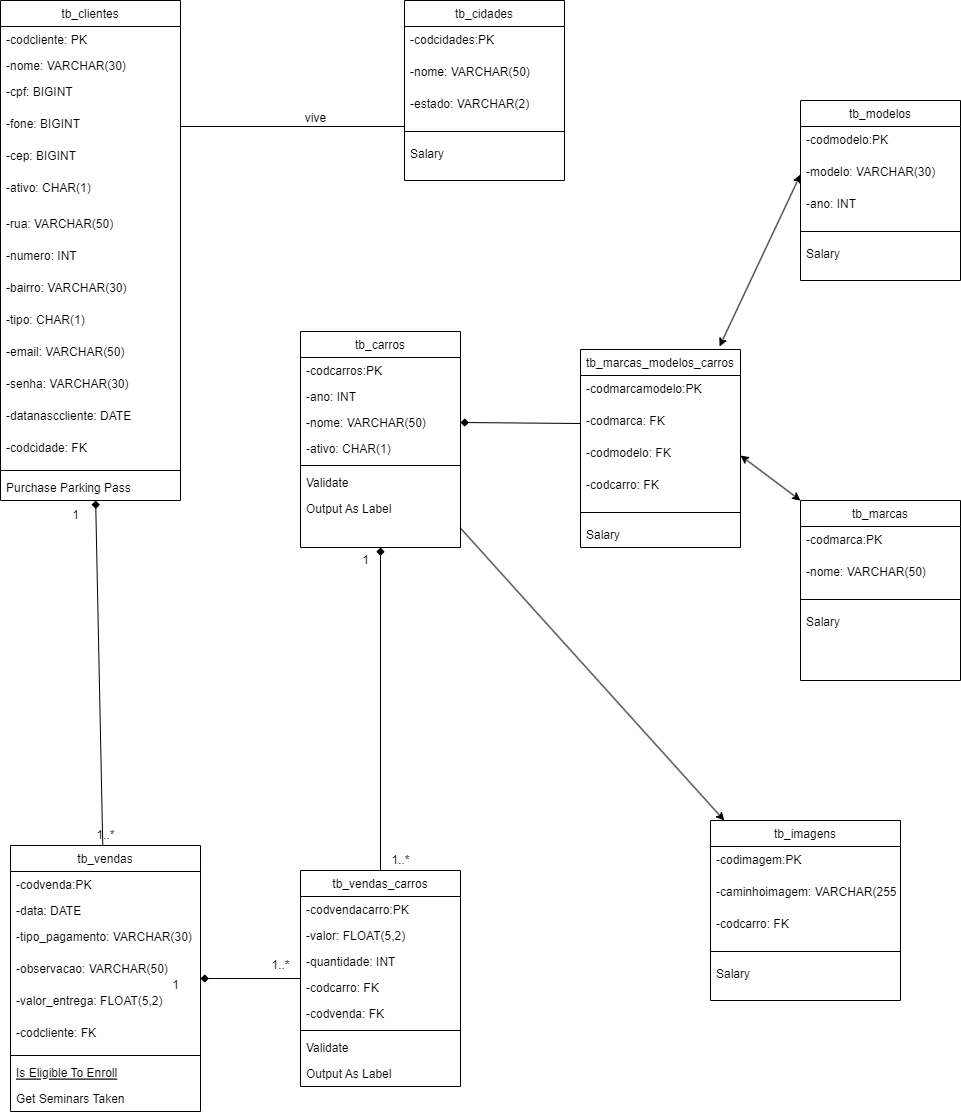 tb_clientes
-codcliente: PK
-nome: VARCHAR(30)
-cpf: BIGINT
-fone: BIGINT
-cep: BIGINT
-ativo: CHAR(1)
-rua: VARCHAR(50)
-numero: INT
-bairro: VARCHAR(30)
-tipo: CHAR(1)
-email: VARCHAR(50)
-senha: VARCHAR(30)
-datanasccliente: DATE
-codcidade: FK
Purchase Parking Pass
1
1..*
vive
tb_cidades
-codcidades:PK
-nome: VARCHAR(50)
-estado: VARCHAR(2)
Salary
tb_modelos
-codmodelo:PK
-modelo: VARCHAR(30)
-ano: INT
Salary
tb_carros
-codcarros:PK
-ano: INT
-nome: VARCHAR(50)
-ativo: CHAR(1)
Validate
Output As Label
1
1..*
tb_marcas_modelos_carros
-codmarcamodelo:PK
-codmarca: FK
-codmodelo: FK
-codcarro: FK
Salary
tb_marcas
-codmarca:PK
-nome: VARCHAR(50)
Salary
tb_vendas
-codvenda:PK
-data: DATE
-tipo_pagamento: VARCHAR(30)
-observacao: VARCHAR(50)
-valor_entrega: FLOAT(5,2)
-codcliente: FK
Is Eligible To Enroll
Get Seminars Taken
1
1..*
tb_vendas_carros
-codvendacarro:PK
-valor: FLOAT(5,2)
-quantidade: INT
-codcarro: FK
-codvenda: FK
Validate
Output As Label
tb_imagens
-codimagem:PK
-caminhoimagem: VARCHAR(255
-codcarro: FK
Salary